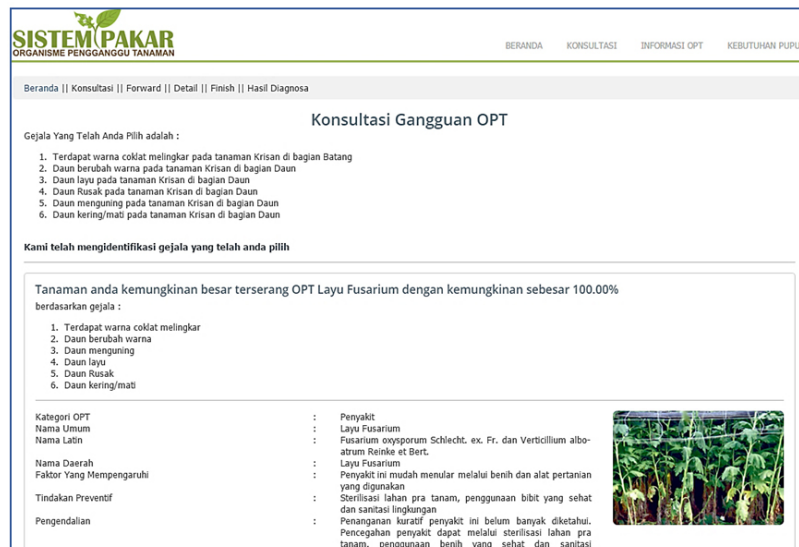 SISTEM PAKAR
ORGANISME PENGGANGGU TANAMAN
BERANDA KONSULTASI INFORMASI OPT KEBUTUHAN PUPU
Beranda || Konsultasi || Forward || Detail || Finish || Hasil Diagnosa
Konsultasi Gangguan OPT
Gejala Yang Telah Anda Pilih adalah :
1. Terdapat warna coklat melingkar pada tanaman Krisan di bagian Batang
2. Daun berubah warna pada tanaman Krisan di bagian Daun
3. Daun layu pada tanaman Krisan di bagian Daun
4. Daun Rusak pada tanaman Krisan di bagian Daun
5. Daun menguning pada tanaman Krisan di bagian Daun
6. Daun kering/mati pada tanaman Krisan di bagian Daun
Kami telah mengidentifikasi gejala yang telah anda pilih
Tanaman anda kemungkinan besar terserang OPT Layu Fusarium dengan kemungkinan sebesar 100.00%
berdasarkan gejala :
1. Terdapat warna coklat melingkar
2. Daun berubah warna
3. Daun menguning
4. Daun layu
5. Daun Rusak
6. Daun kering/mati
Kategori OPT : Penyakit
Nama Umum : Layu Fusarium
Nama Latin : Fusarium oxysporum Schlecht. ex. Fr. dan Verticillium albo-
atrum Reinke et Bert.
Nama Daerah : Layu Fusarium
Faktor Yang Mempengaruhi : Penyakit ini mudah menular melalui benih dan alat pertanian
yang digunakan
Tindakan Preventif : Sterilisasi lahan pra tanam, penggunaan bibit yang sehat
dan sanitasi lingkungan
Pengendalian : Penanganan kuratif penyakit ini belum banyak diketahui.
Pencegahan penyakit dapat melalui sterilisasi lahan pra
tanam, penggunaan benih yang sehat dan sanitasi